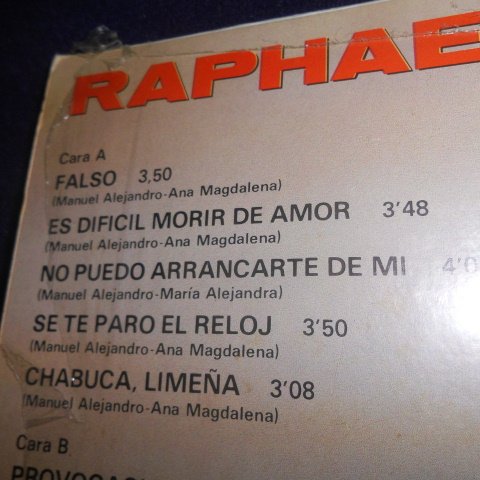 RAPHAE
Cara A
FALSO 3,50
(Manuel Alejandro-Ana Magdalena)
ES DIFICIL MORIR DE AMOR 3'48
(Manuel Alejandro-Ana Magdalena)
NO PUEDO ARRANCARTE DE MI
(Manuel Alejandro-María Alejandra)
SE TE PARO EL RELOJ 3'50
(Manuel Alejandro-Ana Magdalena)
CHABUCA, LIMEÑA 3'08
(Manuel Alejandro-Ana Magdalena)
Cara B